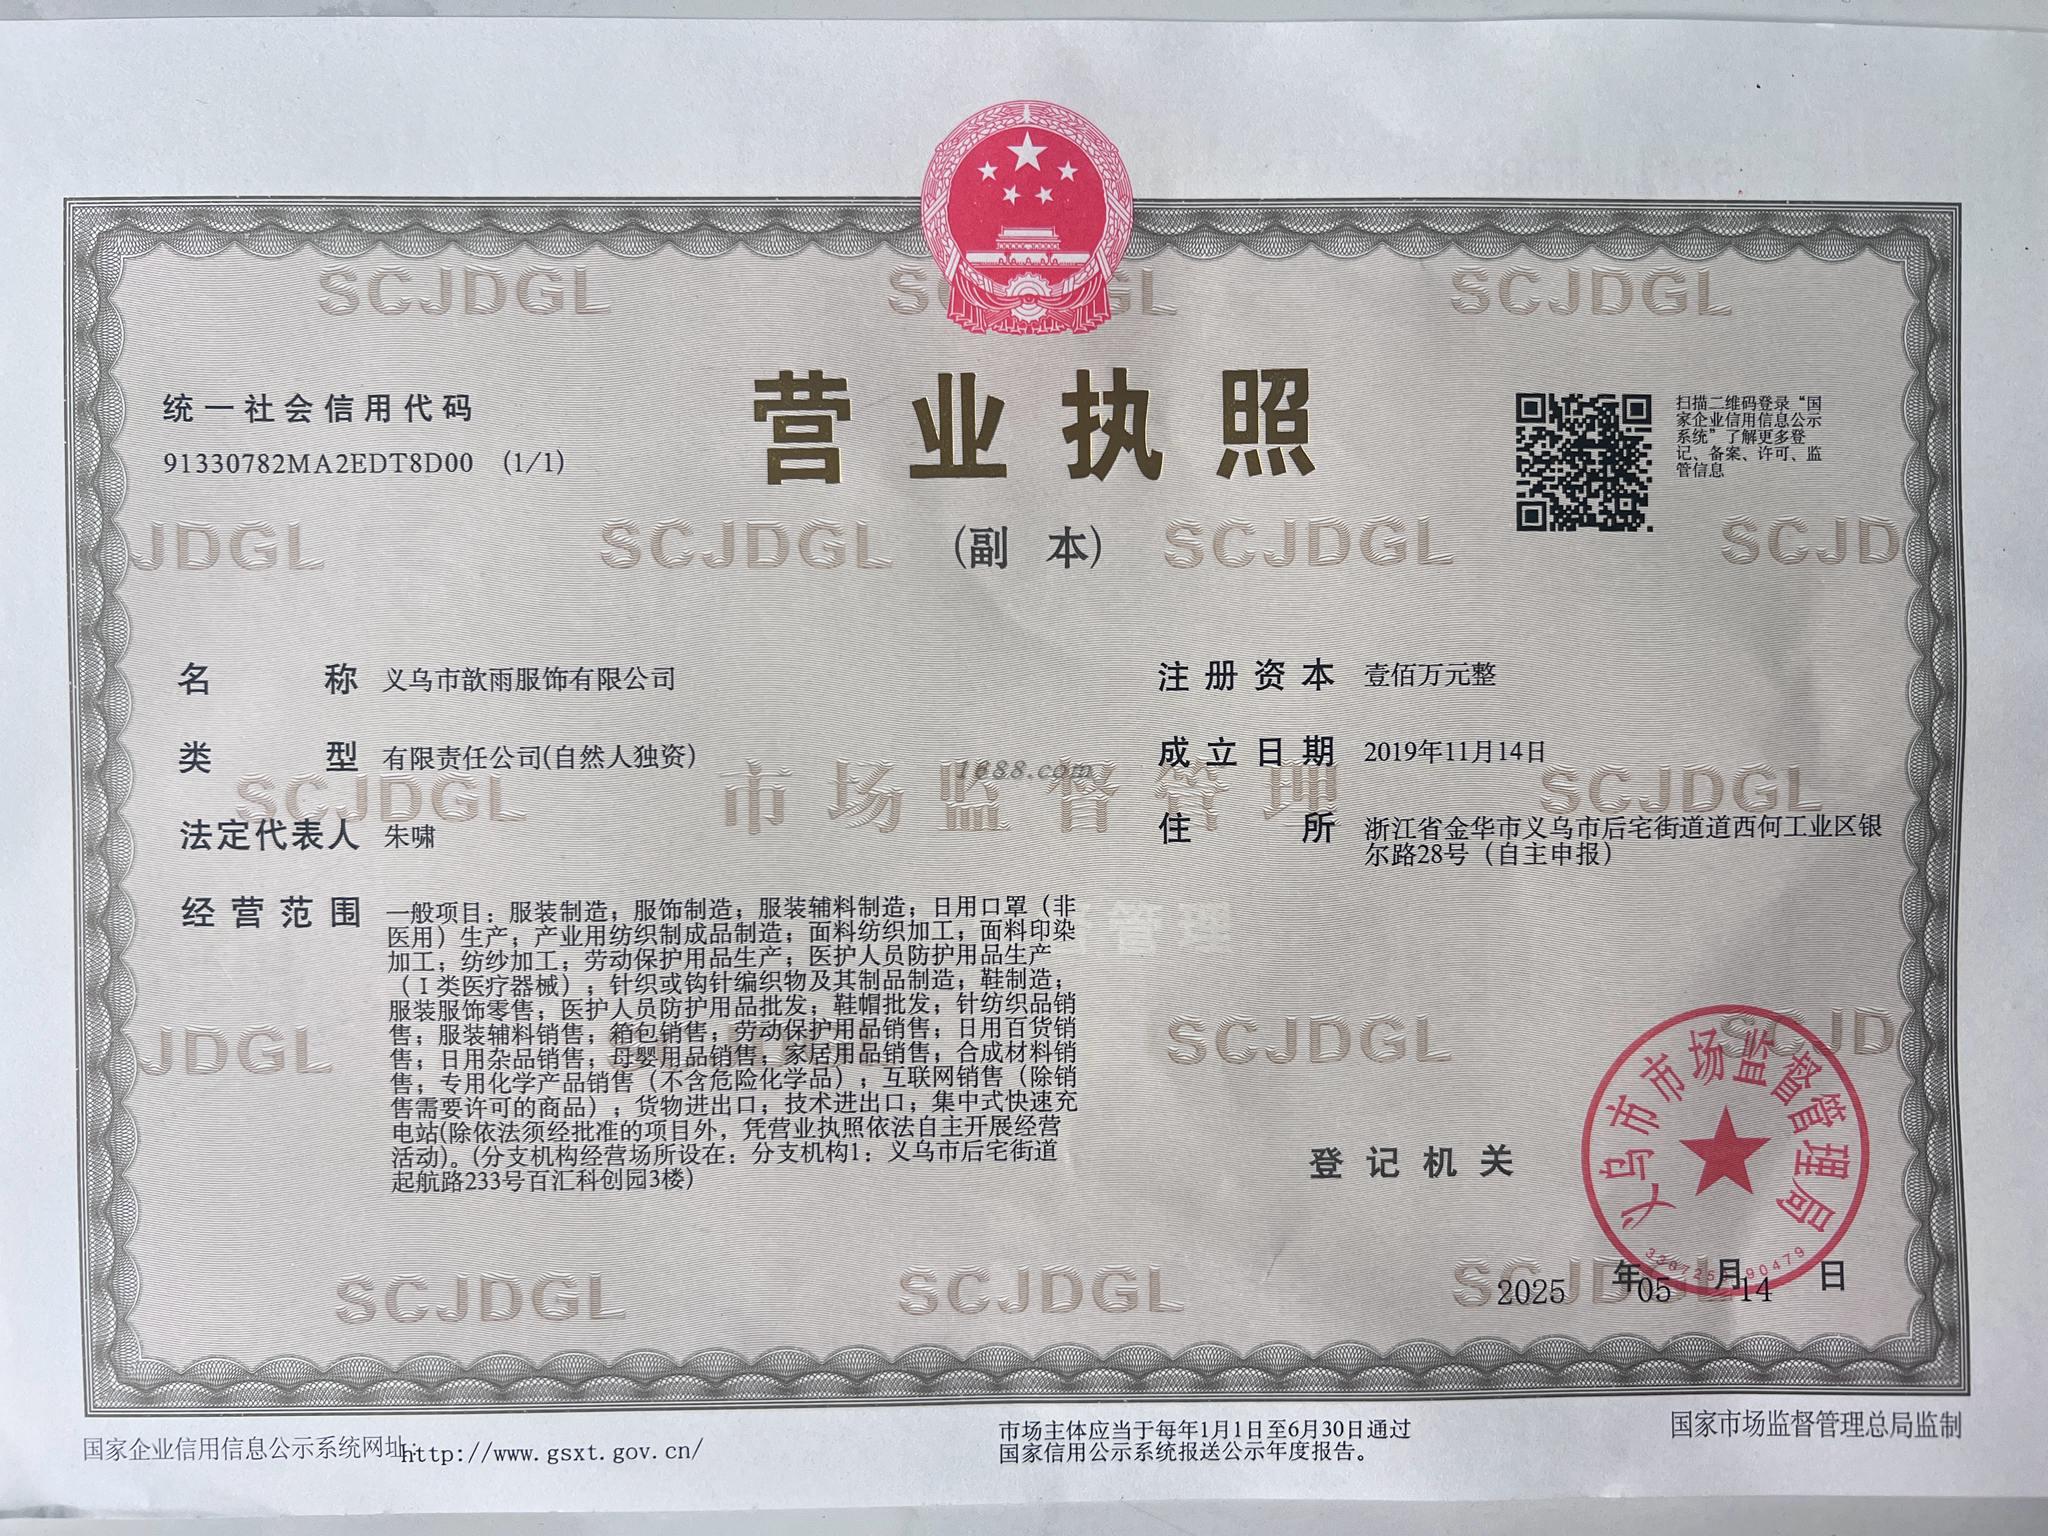 统一社会信用代码
91330782MA2EDT8D00 (1/1)
营业执照
(副 本)
扫描二维码登录“国
家企业信用信息公示
系统”了解更多登
记、备案、许可、监
管信息
名 称 义乌市歆雨服饰有限公司
类 型 有限责任公司(自然人独资)
法定代表人 朱啸
经营范围 一般项目：服装制造；服饰制造；服装辅料制造；日用口罩（非
医用）生产；产业用纺织制成品制造；面料纺织加工；面料印染
加工；纺纱加工；劳动保护用品生产；医护人员防护用品生产
（Ⅰ类医疗器械）；针织或钩针编织物及其制品制造；鞋制造；
服装服饰零售；医护人员防护用品批发；鞋帽批发；针纺织品销
售；服装辅料销售；箱包销售；劳动保护用品销售；日用百货销
售；日用杂品销售；母婴用品销售；家居用品销售；合成材料销
售；专用化学产品销售（不含危险化学品）；互联网销售（除销
售需要许可的商品）；货物进出口；技术进出口；集中式快速充
电站(除依法须经批准的项目外，凭营业执照依法自主开展经营
活动)。(分支机构经营场所设在：分支机构1：义乌市后宅街道
起航路233号百汇科创园3楼)
注册资本 壹佰万元整
成立日期 2019年11月14日
住 所 浙江省金华市义乌市后宅街道道西何工业区银
尔路28号（自主申报）
1688.com
市场监督管理
SCJDGL
登记机关
义乌市市场监督管理局
2025 年05 月14 日
国家企业信用信息公示系统网址:http://www.gsxt.gov.cn/
市场主体应当于每年1月1日至6月30日通过
国家信用公示系统报送公示年度报告。
国家市场监督管理总局监制